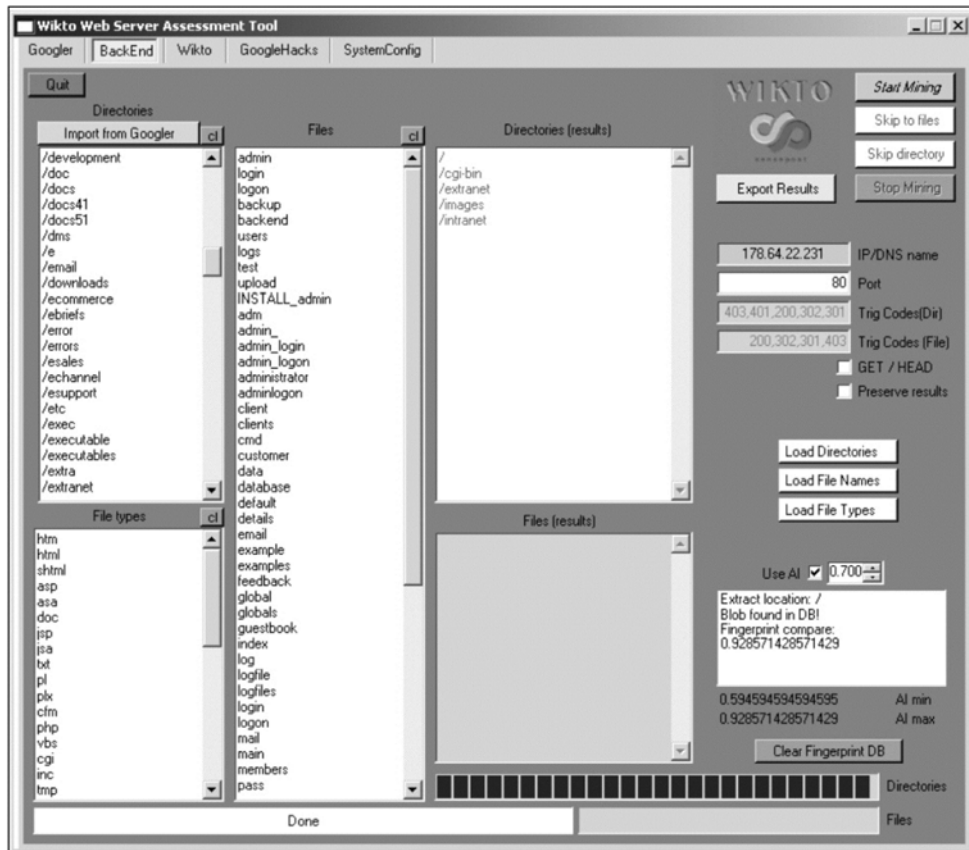 Wikto Web Server Assessment Tool
Googler BackEnd Wikto GoogleHacks SystemConfig
Quit
Directories
Import from Googler cl
/development
/doc
/docs
/docs41
/docs51
/dms
/e
/email
/downloads
/ecommerce
/ebriefs
/error
/errors
/esales
/echannel
/esupport
/etc
/exec
/executable
/executables
/extra
/extranet
File types cl
htm
html
shtml
asp
asa
doc
jsp
jsa
txt
pl
plx
cfm
php
vbs
cgi
inc
tmp
Files cl
admin
login
logon
backup
backend
users
logs
test
upload
INSTALL_admin
adm
admin_
admin_login
admin_logon
administrator
adminlogon
client
clients
cmd
customer
data
database
default
details
email
example
examples
feedback
global
globals
guestbook
index
log
logfile
logfiles
login
logon
mail
main
members
pass
Directories (results)
/
/cgi-bin
/extranet
/images
/intranet
Files (results)
WIKTO
sensepost
Start Mining
Skip to files
Skip directory
Export Results Stop Mining
178.64.22.231 IP/DNS name
80 Port
403,401,200,302,301 Trig Codes(Dir)
200,302,301,403 Trig Codes (File)
GET / HEAD
Preserve results
Load Directories
Load File Names
Load File Types
Use AI 0.700
Extract location: /
Blob found in DB!
Fingerprint compare:
0.928571428571429
0.594594594594595 AI min
0.928571428571429 AI max
Clear Fingerprint DB
Directories
Done Files